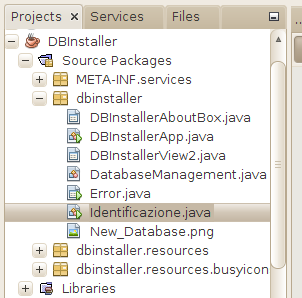 Projects Services Files
DBInstaller
Source Packages
META-INF.services
dbinstaller
DBInstallerAboutBox.java
DBInstallerApp.java
DBInstallerView2.java
DatabaseManagement.java
Error.java
Identificazione.java
New_Database.png
dbinstaller.resources
dbinstaller.resources.busyicon
Libraries